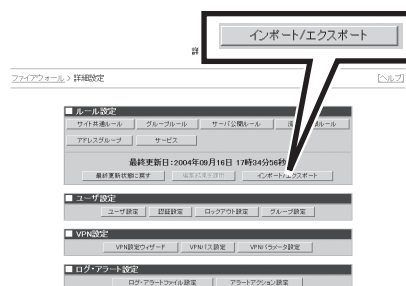 インポート/エクスポート
詳
ファイアウォール > 詳細設定 [ヘルプ]
■ ルール設定
サイト共通ルール グループルール サーバ公開ルール ルール
アドレスグループ サービス
最終更新日:2004年09月16日 17時34分56秒
最終更新状態に戻す 編集結果を適用 インポート/エクスポート
■ ユーザ設定
ユーザ設定 認証設定 ロックアウト設定 グループ設定
■ VPN設定
VPN設定ウィザード VPNパス設定 VPNパラメータ設定
■ ログ・アラート設定
ログ・アラートファイル設定 アラートアクション設定